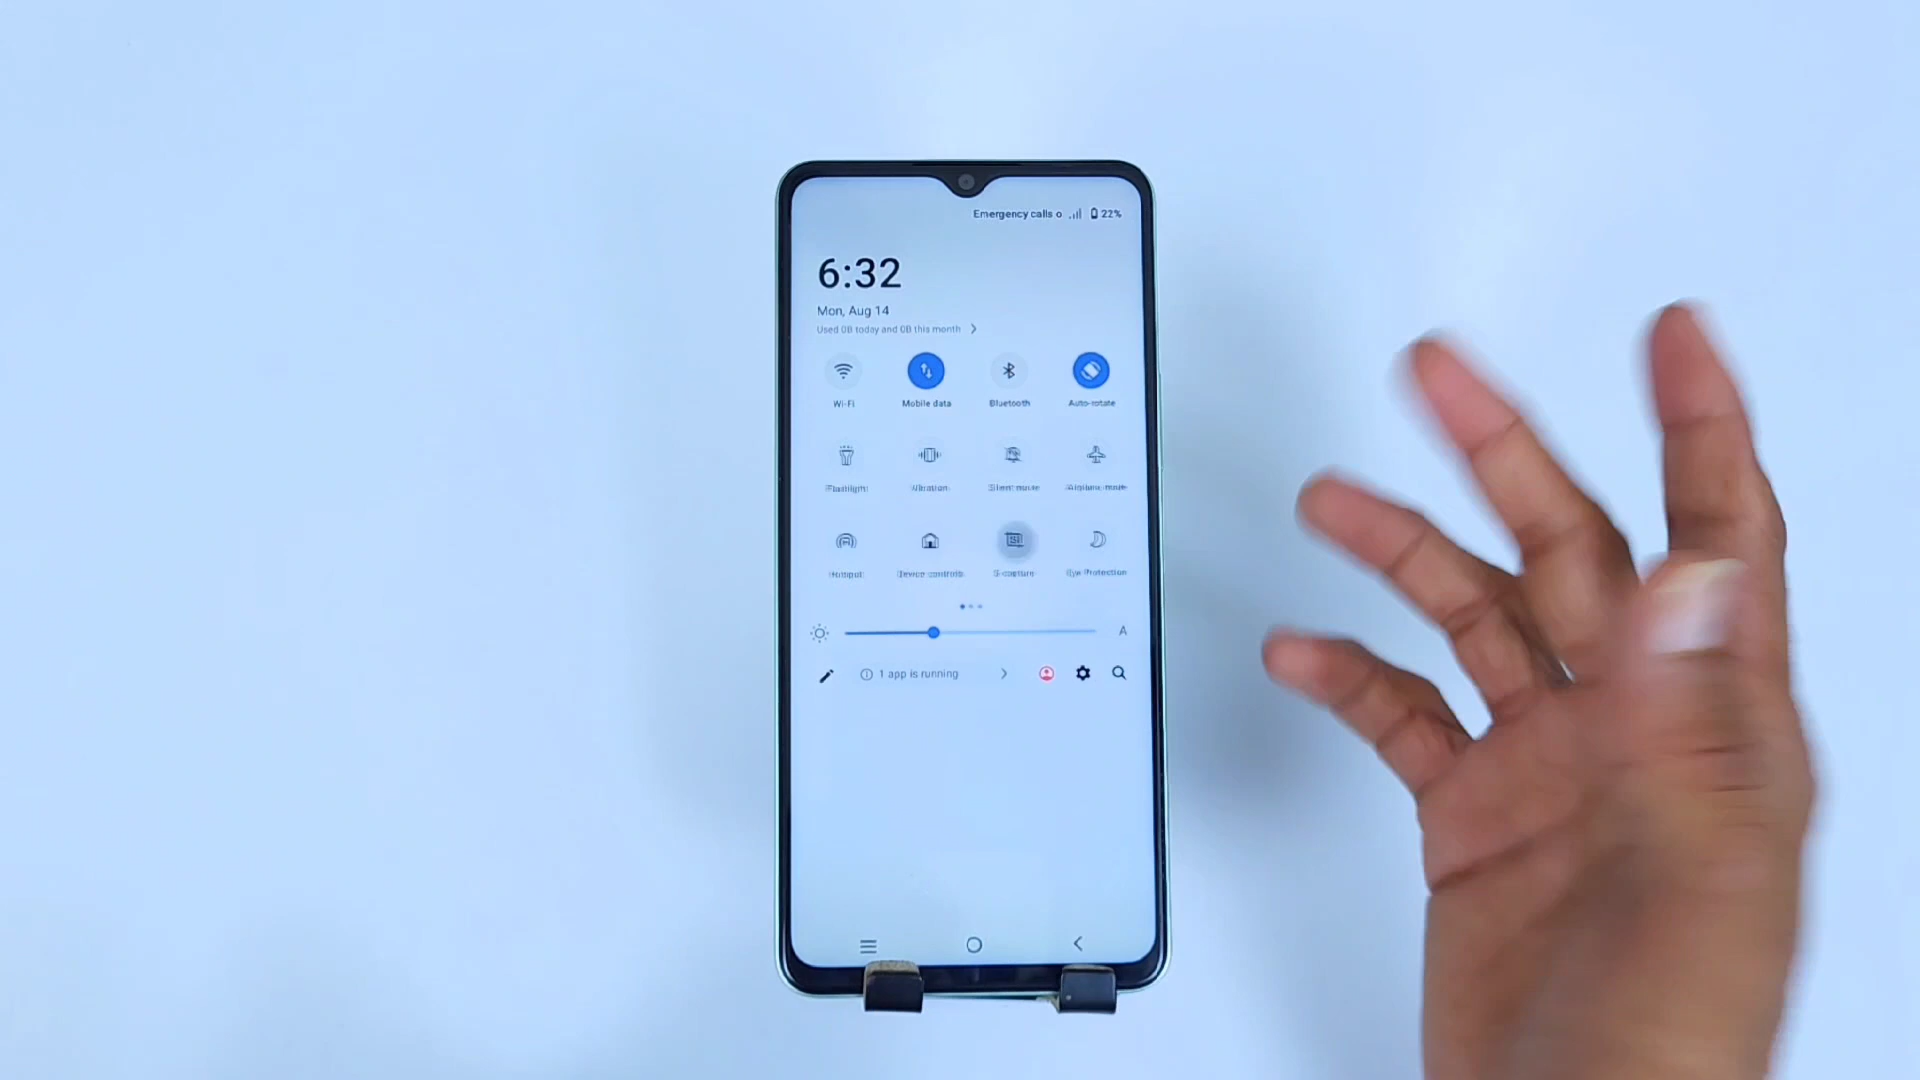 Emergency calls o 22%
6:32
Mon, Aug 14
Used 0B today and 0B this month
Wi-Fi Mobile data Bluetooth Auto-rotate
Flashlight Vibration Silent mode Airplane mode
Hotspot Device controls S-capture Eye Protection
A
1 app is running